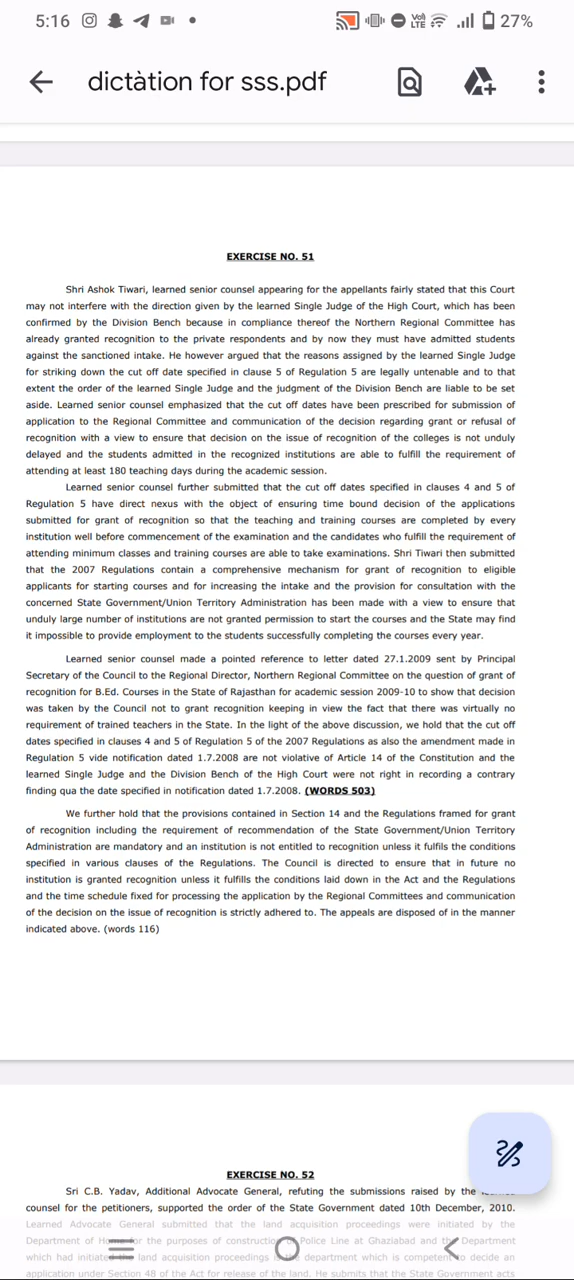 5:16
Vo) LTE
27%
dictàtion for sss.pdf
EXERCISE NO. 51
Shri Ashok Tiwari, learned senior counsel appearing for the appellants fairly stated that this Court
may not interfere with the direction given by the learned Single Judge of the High Court, which has been
confirmed by the Division Bench because in compliance thereof the Northern Regional Committee has
already granted recognition to the private respondents and by now they must have admitted students
against the sanctioned intake. He however argued that the reasons assigned by the learned Single Judge
for striking down the cut off date specified in clause 5 of Regulation 5 are legally untenable and to that
extent the order of the learned Single Judge and the judgment of the Division Bench are liable to be set
aside. Learned senior counsel emphasized that the cut off dates have been prescribed for submission of
application to the Regional Committee and communication of the decision regarding grant or refusal of
recognition with a view to ensure that decision on the issue of recognition of the colleges is not unduly
delayed and the students admitted in the recognized institutions are able to fulfill the requirement of
attending at least 180 teaching days during the academic session.
Learned senior counsel further submitted that the cut off dates specified in clauses 4 and 5 of
Regulation 5 have direct nexus with the object of ensuring time bound decision of the applications
submitted for grant of recognition so that the teaching and training courses are completed by every
institution well before commencement of the examination and the candidates who fulfill the requirement of
attending minimum classes and training courses are able to take examinations. Shri Tiwari then submitted
that the 2007 Regulations contain a comprehensive mechanism for grant of recognition to eligible
applicants for starting courses and for increasing the intake and the provision for consultation with the
concerned State Government/Union Territory Administration has been made with a view to ensure that
unduly large number of institutions are not granted permission to start the courses and the State may find
it impossible to provide employment to the students successfully completing the courses every year.
Learned senior counsel made a pointed reference to letter dated 27.1.2009 sent by Principal
Secretary of the Council to the Regional Director, Northern Regional Committee on the question of grant of
recognition for B.Ed. Courses in the State of Rajasthan for academic session 2009-10 to show that decision
was taken by the Council not to grant recognition keeping in view the fact that there was virtually no
requirement of trained teachers in the State. In the light of the above discussion, we hold that the cut off
dates specified in clauses 4 and 5 of Regulation 5 of the 2007 Regulations as also the amendment made in
Regulation 5 vide notification dated 1.7.2008 are not violative of Article 14 of the Constitution and the
learned Single Judge and the Division Bench of the High Court were not right in recording a contrary
finding qua the date specified in notification dated 1.7.2008. (WORDS 503)
We further hold that the provisions contained in Section 14 and the Regulations framed for grant
of recognition including the requirement of recommendation of the State Government/Union Territory
Administration are mandatory and an institution is not entitled to recognition unless it fulfils the conditions
specified in various clauses of the Regulations. The Council is directed to ensure that in future no
institution is granted recognition unless it fulfills the conditions laid down in the Act and the Regulations
and the time schedule fixed for processing the application by the Regional Committees and communication
of the decision on the issue of recognition is strictly adhered to. The appeals are disposed of in the manner
indicated above. (words 116)
EXERCISE NO. 52
Sri C.B. Yadav, Additional Advocate General, refuting the submissions raised by the
counsel for the petitioners, supported the order of the State Government dated 10th December, 2010.
Learned Advocate General submitted that the land acquisition proceedings were initiated by the
Department of for the purposes of construction Police Line at Ghaziabad and the Department
which had initiated land acquisition proceedings department which is competent to decide an
application under Section 48 of the Act for release of the land. He submits that the State Government acts